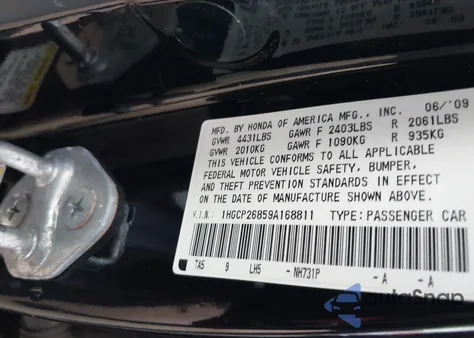 MFD. BY HONDA OF AMERICA MFG., INC. 06/'09
GVWR 4431LBS GAWR F 2403LBS R 2061LBS
GVWR 2010KG GAWR F 1090KG R 935KG
THIS VEHICLE CONFORMS TO ALL APPLICABLE
FEDERAL MOTOR VEHICLE SAFETY, BUMPER,
AND THEFT PREVENTION STANDARDS IN EFFECT
ON THE DATE OF MANUFACTURE SHOWN ABOVE.
V.I.N.: 1HGCP26859A168811 TYPE: PASSENGER CAR
TA5 9 LH5 - NH731P -A -A
AutoSnap